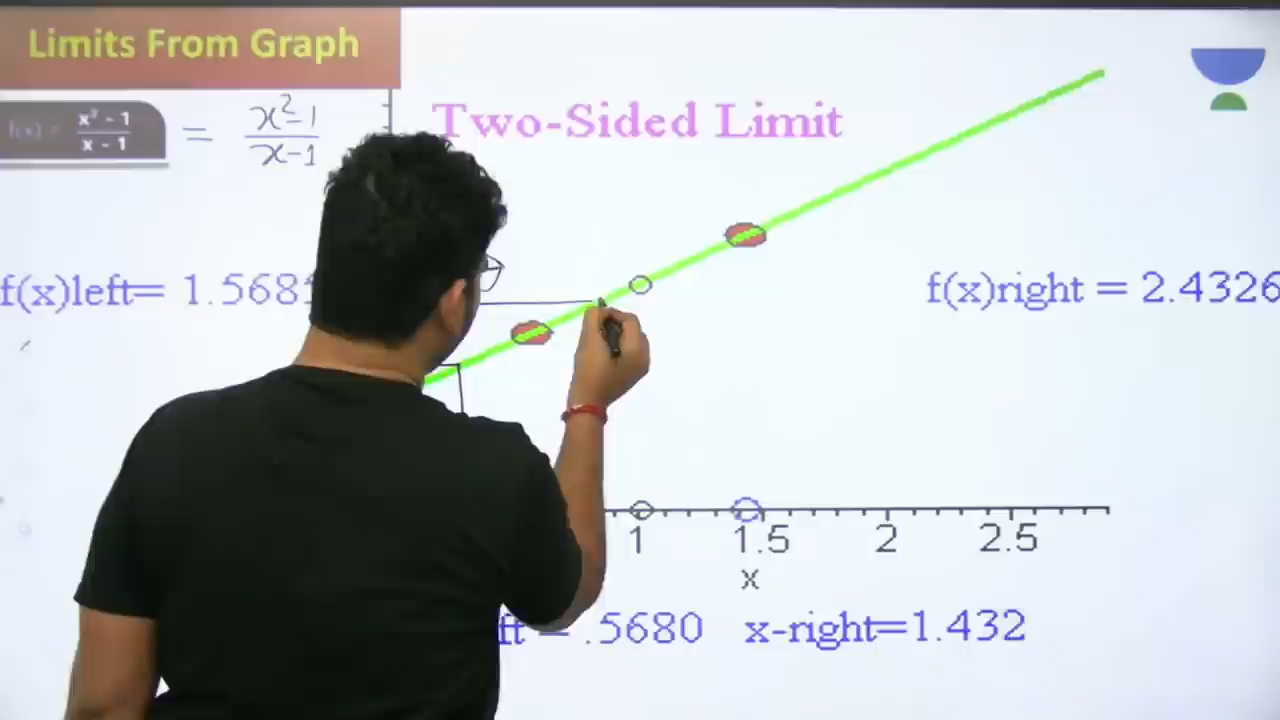 Limits From Graph
f(x) = x² - 1 / x - 1 = x²-1 / x-1
Two-Sided Limit
f(x)left= 1.568
f(x)right = 2.4326
1 1.5 2 2.5
x
ft = .5680 x-right=1.432